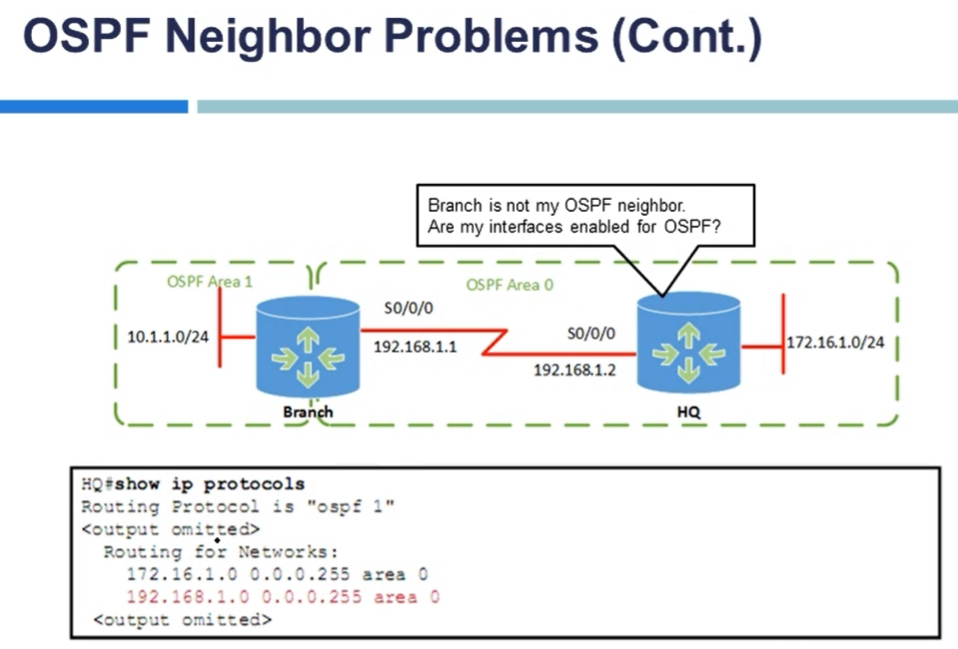 OSPF Neighbor Problems (Cont.)
Branch is not my OSPF neighbor.
Are my interfaces enabled for OSPF?
OSPF Area 1
OSPF Area 0
S0/0/0
10.1.1.0/24
192.168.1.1
S0/0/0
192.168.1.2
172.16.1.0/24
Branch
HQ
HQ#show ip protocols
Routing Protocol is "ospf 1"
<output omitted>
Routing for Networks:
172.16.1.0 0.0.0.255 area 0
192.168.1.0 0.0.0.255 area 0
<output omitted>